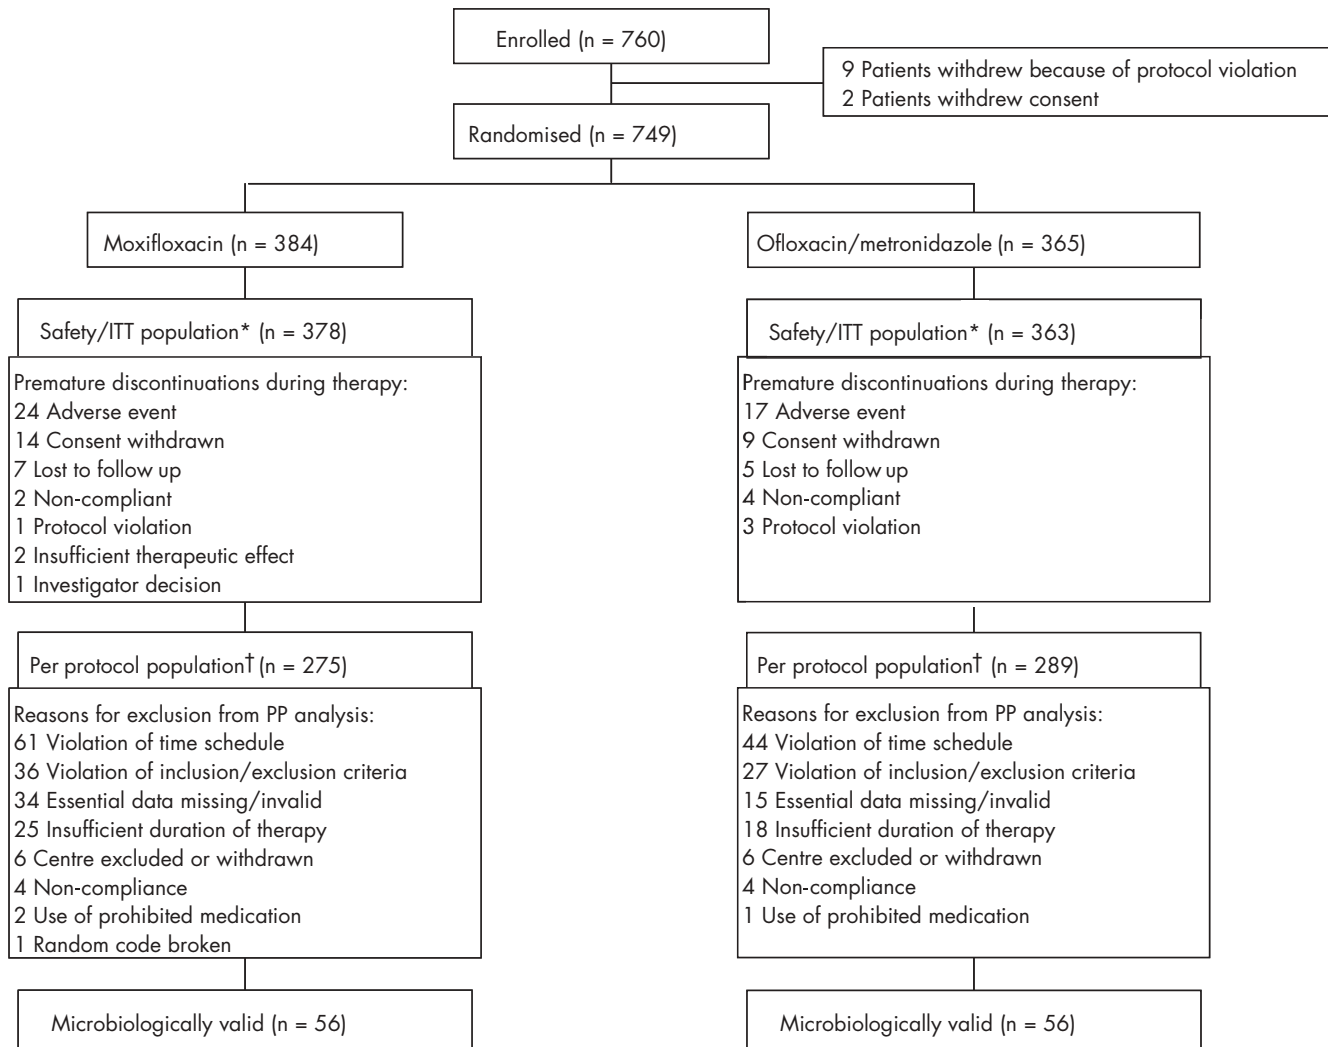 Enrolled (n = 760)
9 Patients withdrew because of protocol violation
2 Patients withdrew consent
Randomised (n = 749)
Moxifloxacin (n = 384)
Safety/ITT population* (n = 378)
Premature discontinuations during therapy:
24 Adverse event
14 Consent withdrawn
7 Lost to follow up
2 Non-compliant
1 Protocol violation
2 Insufficient therapeutic effect
1 Investigator decision
Per protocol population† (n = 275)
Reasons for exclusion from PP analysis:
61 Violation of time schedule
36 Violation of inclusion/exclusion criteria
34 Essential data missing/invalid
25 Insufficient duration of therapy
6 Centre excluded or withdrawn
4 Non-compliance
2 Use of prohibited medication
1 Random code broken
Microbiologically valid (n = 56)
Ofloxacin/metronidazole (n = 365)
Safety/ITT population* (n = 363)
Premature discontinuations during therapy:
17 Adverse event
9 Consent withdrawn
5 Lost to follow up
4 Non-compliant
3 Protocol violation
Per protocol population† (n = 289)
Reasons for exclusion from PP analysis:
44 Violation of time schedule
27 Violation of inclusion/exclusion criteria
15 Essential data missing/invalid
18 Insufficient duration of therapy
6 Centre excluded or withdrawn
4 Non-compliance
1 Use of prohibited medication
Microbiologically valid (n = 56)